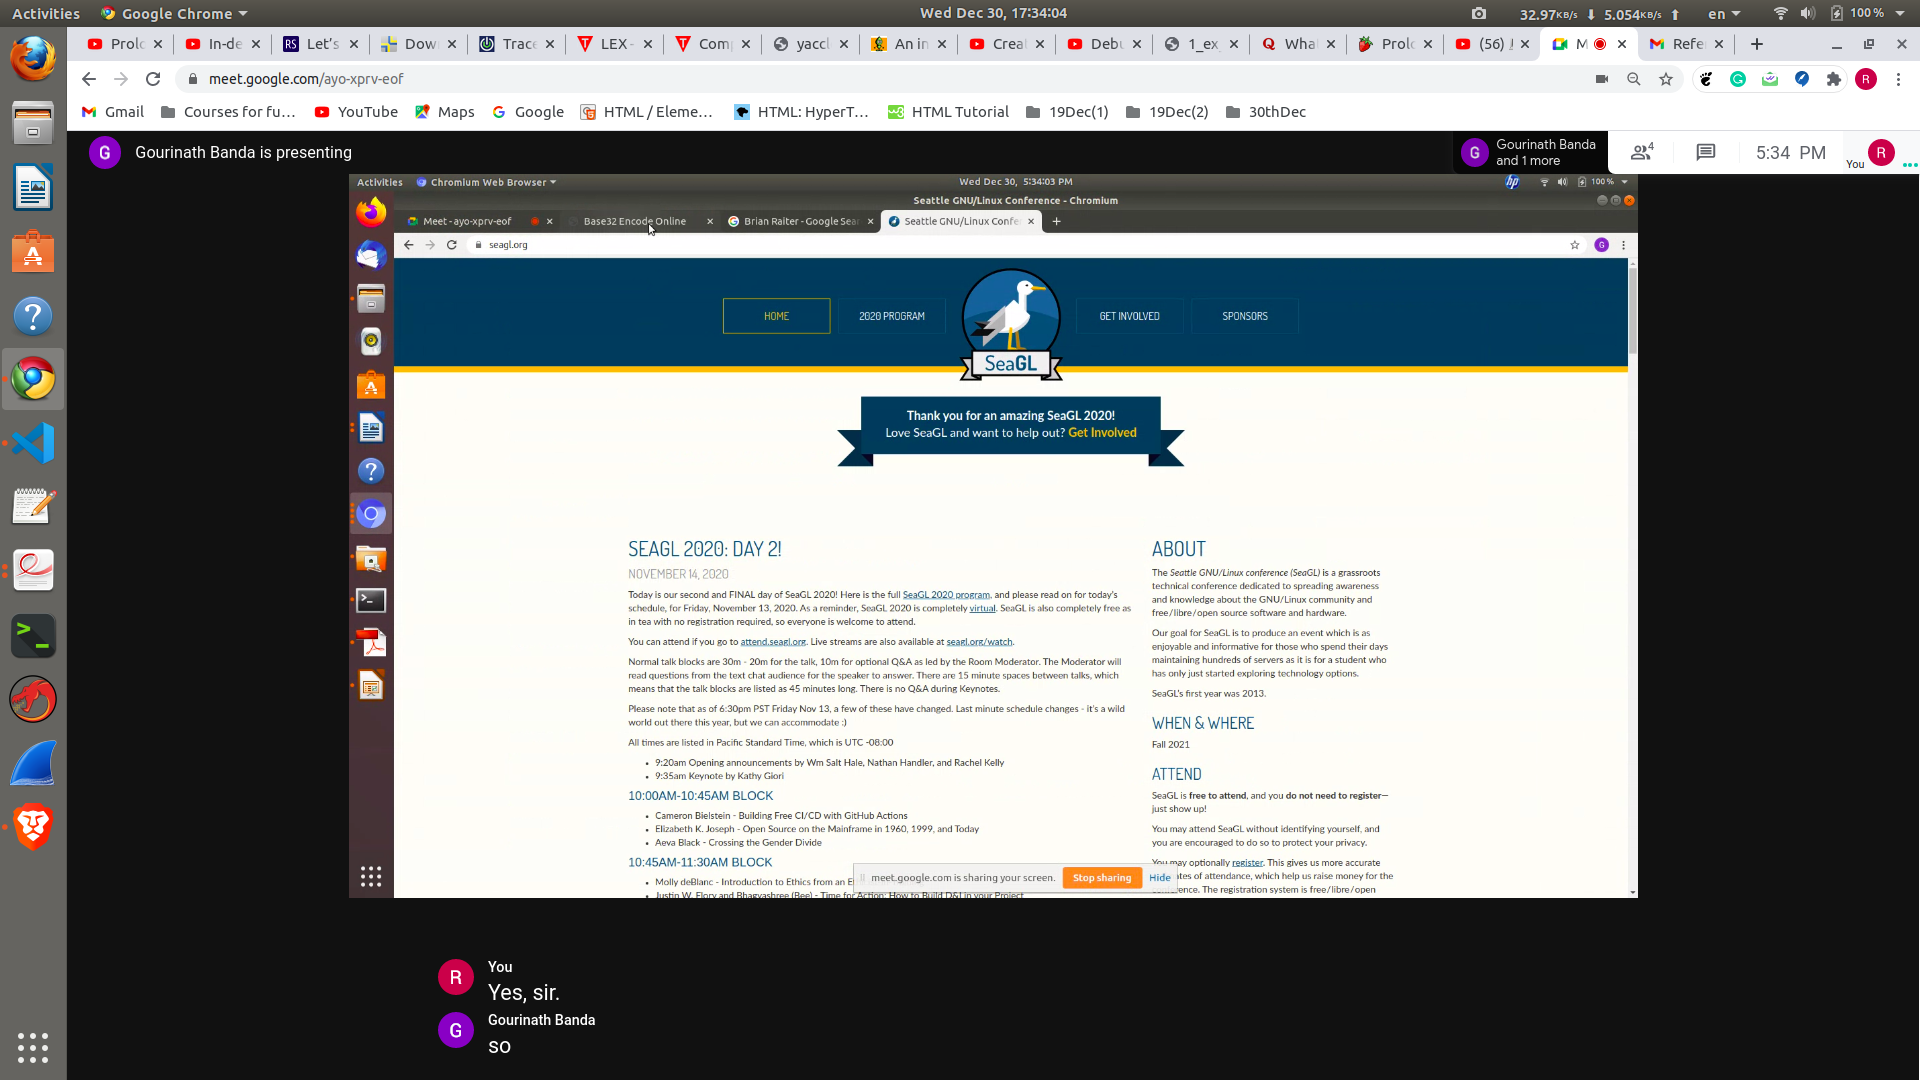 Activities
Google Chrome
Wed Dec 30, 17:34:04
32.97KB/s
5.054KB/s
en
100 %
Prolo
In-de
Let's
Dow
Trace
LEX -
Com
yaccl
An in
Crea
Debu
1_ex
Wha
Prolo
(56)
M
Refe
meet.google.com/ayo-xprv-eof
Gmail
Courses for fu...
YouTube
Maps
Google
HTML / Eleme...
HTML: HyperT...
HTML Tutorial
19Dec(1)
19Dec(2)
30thDec
G
Gourinath Banda is presenting
G
Gourinath Banda
and 1 more
4
5:34 PM
You
R
Activities
Chromium Web Browser
Wed Dec 30, 5:34:03 PM
100 %
Seattle GNU/Linux Conference - Chromium
Meet - ayo-xprv-eof
Base32 Encode Online
Brian Raiter - Google Sear
Seattle GNU/Linux Confe
seagl.org
HOME
2020 PROGRAM
GET INVOLVED
SPONSORS
SeaGL
Thank you for an amazing SeaGL 2020!
Love SeaGL and want to help out? Get Involved
SEAGL 2020: DAY 2!
NOVEMBER 14, 2020
Today is our second and FINAL day of SeaGL 2020! Here is the full SeaGL 2020 program, and please read on for today's
schedule, for Friday, November 13, 2020. As a reminder, SeaGL 2020 is completely virtual. SeaGL is also completely free as
in tea with no registration required, so everyone is welcome to attend.
You can attend if you go to attend.seagl.org. Live streams are also available at seagl.org/watch.
Normal talk blocks are 30m - 20m for the talk, 10m for optional Q&A as led by the Room Moderator. The Moderator will
read questions from the text chat audience for the speaker to answer. There are 15 minute spaces between talks, which
means that the talk blocks are listed as 45 minutes long. There is no Q&A during Keynotes.
Please note that as of 6:30pm PST Friday Nov 13, a few of these have changed. Last minute schedule changes - it's a wild
world out there this year, but we can accommodate :)
All times are listed in Pacific Standard Time, which is UTC -08:00
9:20am Opening announcements by Wm Salt Hale, Nathan Handler, and Rachel Kelly
9:35am Keynote by Kathy Giori
10:00AM-10:45AM BLOCK
Cameron Bielstein - Building Free CI/CD with GitHub Actions
Elizabeth K. Joseph - Open Source on the Mainframe in 1960, 1999, and Today
Aeva Black - Crossing the Gender Divide
10:45AM-11:30AM BLOCK
Molly deBlanc - Introduction to Ethics from an E
Justin W. Flory and Bhagyashree (Bee) - Time for Action: How to Build D&I in your Project
ABOUT
The Seattle GNU/Linux conference (SeaGL) is a grassroots
technical conference dedicated to spreading awareness
and knowledge about the GNU/Linux community and
free/libre/open source software and hardware.
Our goal for SeaGL is to produce an event which is as
enjoyable and informative for those who spend their days
maintaining hundreds of servers as it is for a student who
has only just started exploring technology options.
SeaGL's first year was 2013.
WHEN & WHERE
Fall 2021
ATTEND
SeaGL is free to attend, and you do not need to register—
just show up!
You may attend SeaGL without identifying yourself, and
you are encouraged to do so to protect your privacy.
You may optionally register. This gives us more accurate
of attendance, which help us raise money for the
The registration system is free/libre/open
meet.google.com is sharing your screen.
Stop sharing
Hide
R
You
Yes, sir.
G
Gourinath Banda
so